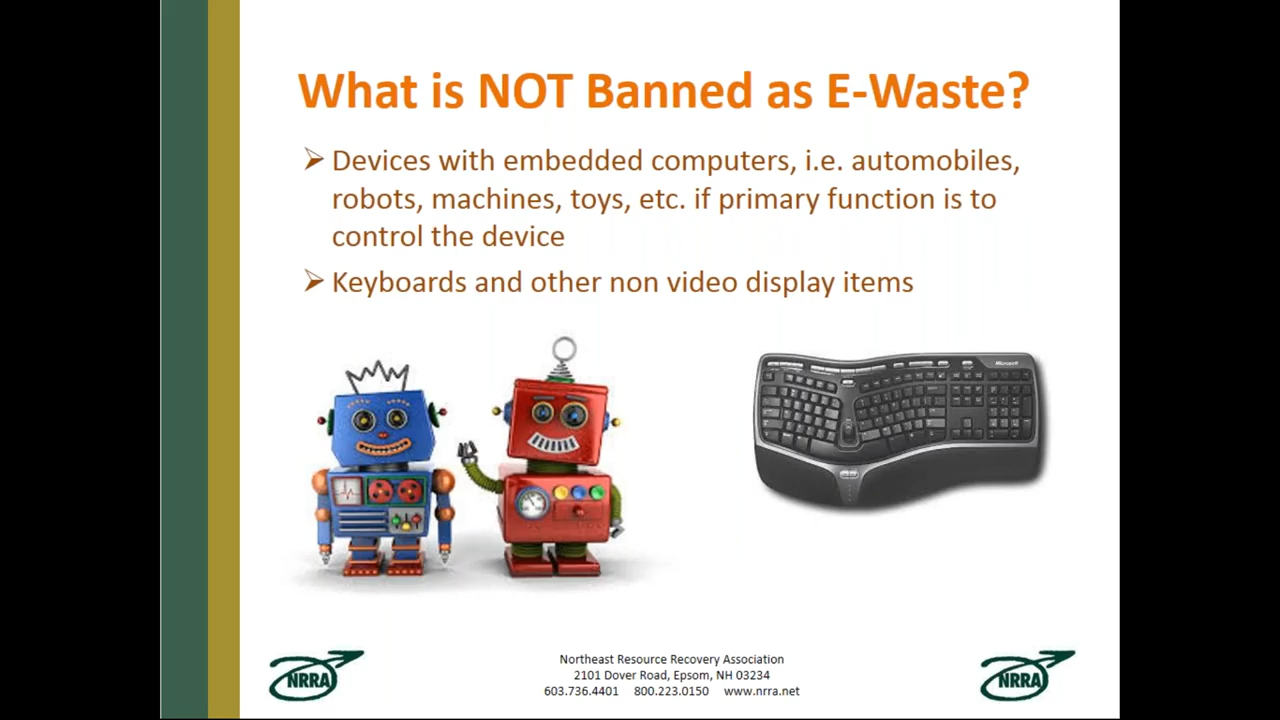 What is NOT Banned as E-Waste?
➢ Devices with embedded computers, i.e. automobiles,
robots, machines, toys, etc. if primary function is to
control the device
➢ Keyboards and other non video display items
Microsoft
NRRA
Northeast Resource Recovery Association
2101 Dover Road, Epsom, NH 03234
603.736.4401 800.223.0150 www.nrra.net
NRRA